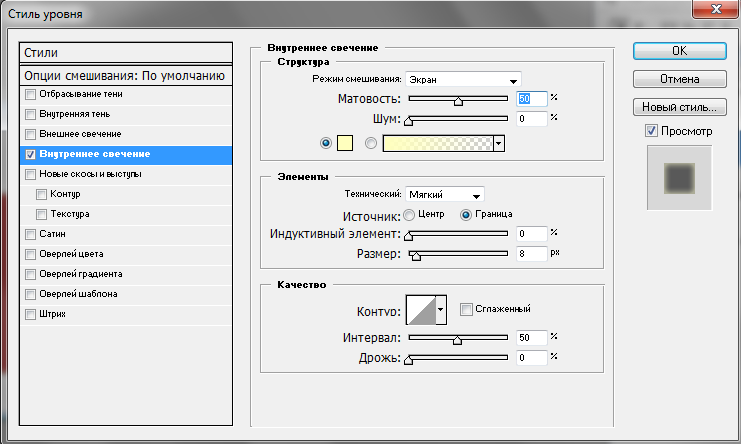 Стиль уровня
Стили
Опции смешивания: По умолчанию
Отбрасывание тени
Внутренняя тень
Внешнее свечение
Внутреннее свечение
Новые скосы и выступы
Контур
Текстура
Сатин
Оверлей цвета
Оверлей градиента
Оверлей шаблона
Штрих
Внутреннее свечение
Структура
Режим смешивания: Экран
Матовость: 50 %
Шум: 0 %
Элементы
Технический: Мягкий
Источник: Центр Граница
Индуктивный элемент: 0 %
Размер: 8 px
Качество
Контур: Сглаженный
Интервал: 50 %
Дрожь: 0 %
OK
Отмена
Новый стиль...
Просмотр